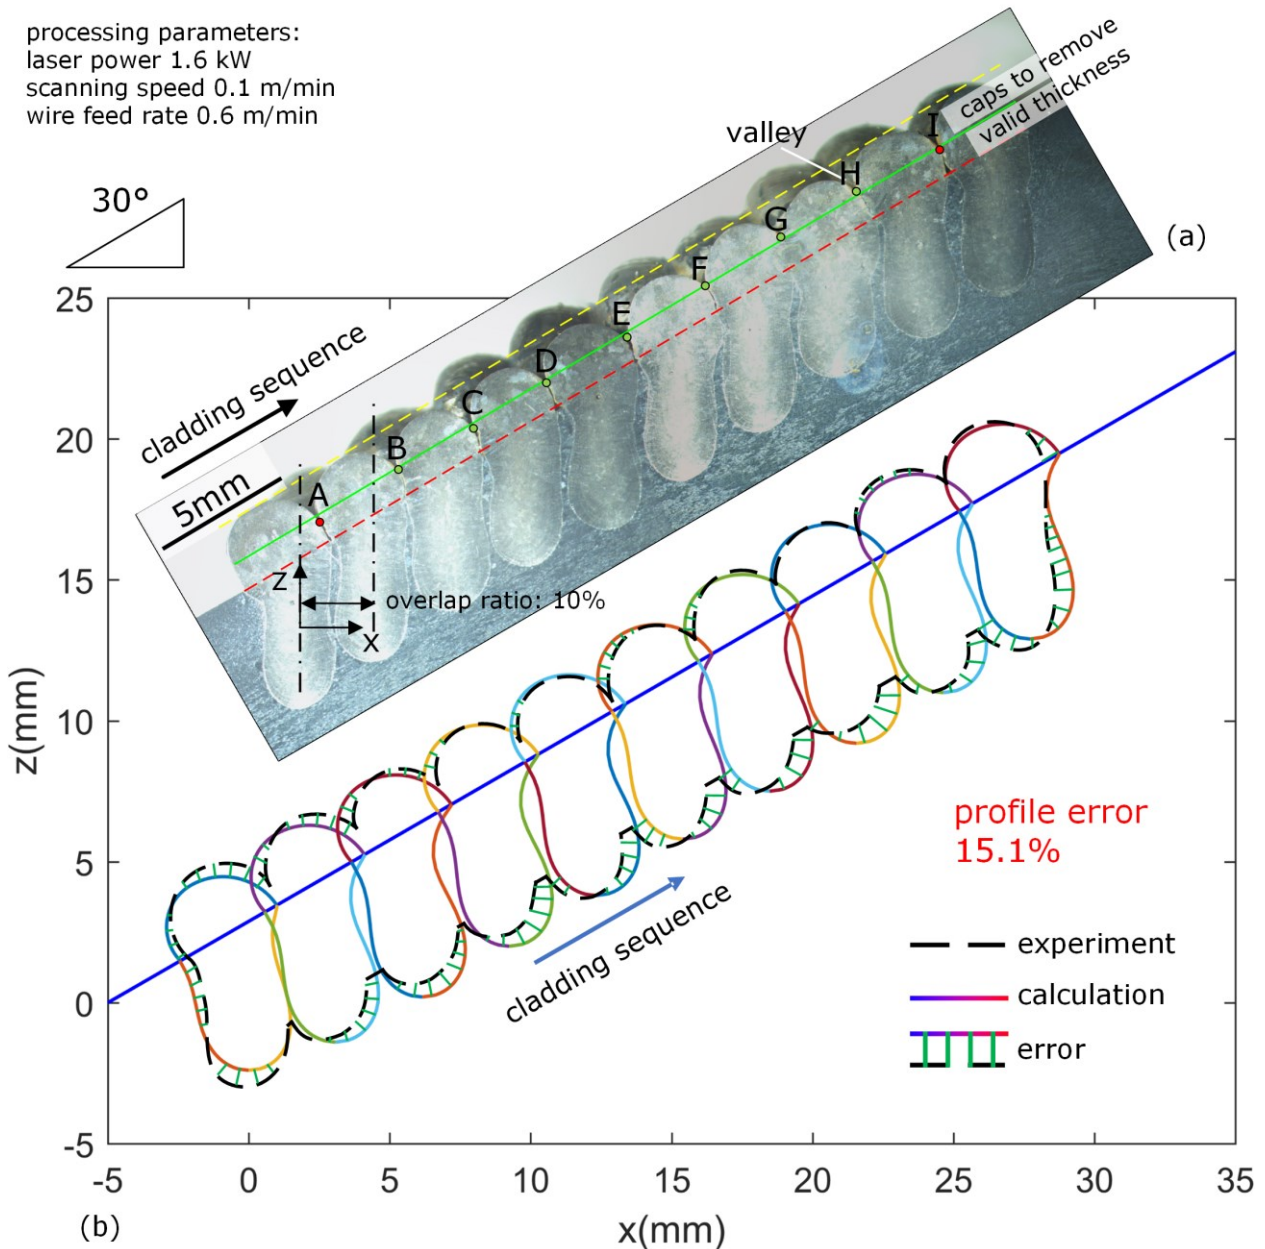 processing parameters:
laser power 1.6 kW
scanning speed 0.1 m/min
wire feed rate 0.6 m/min
30°
caps to remove
valid thickness
valley
I
H
G
F
E
D
C
B
A
(a)
cladding sequence
5mm
z
x
overlap ratio: 10%
25
20
15
10
5
0
-5
z(mm)
-5 0 5 10 15 20 25 30 35
x(mm)
profile error
15.1%
cladding sequence
experiment
calculation
error
(b)